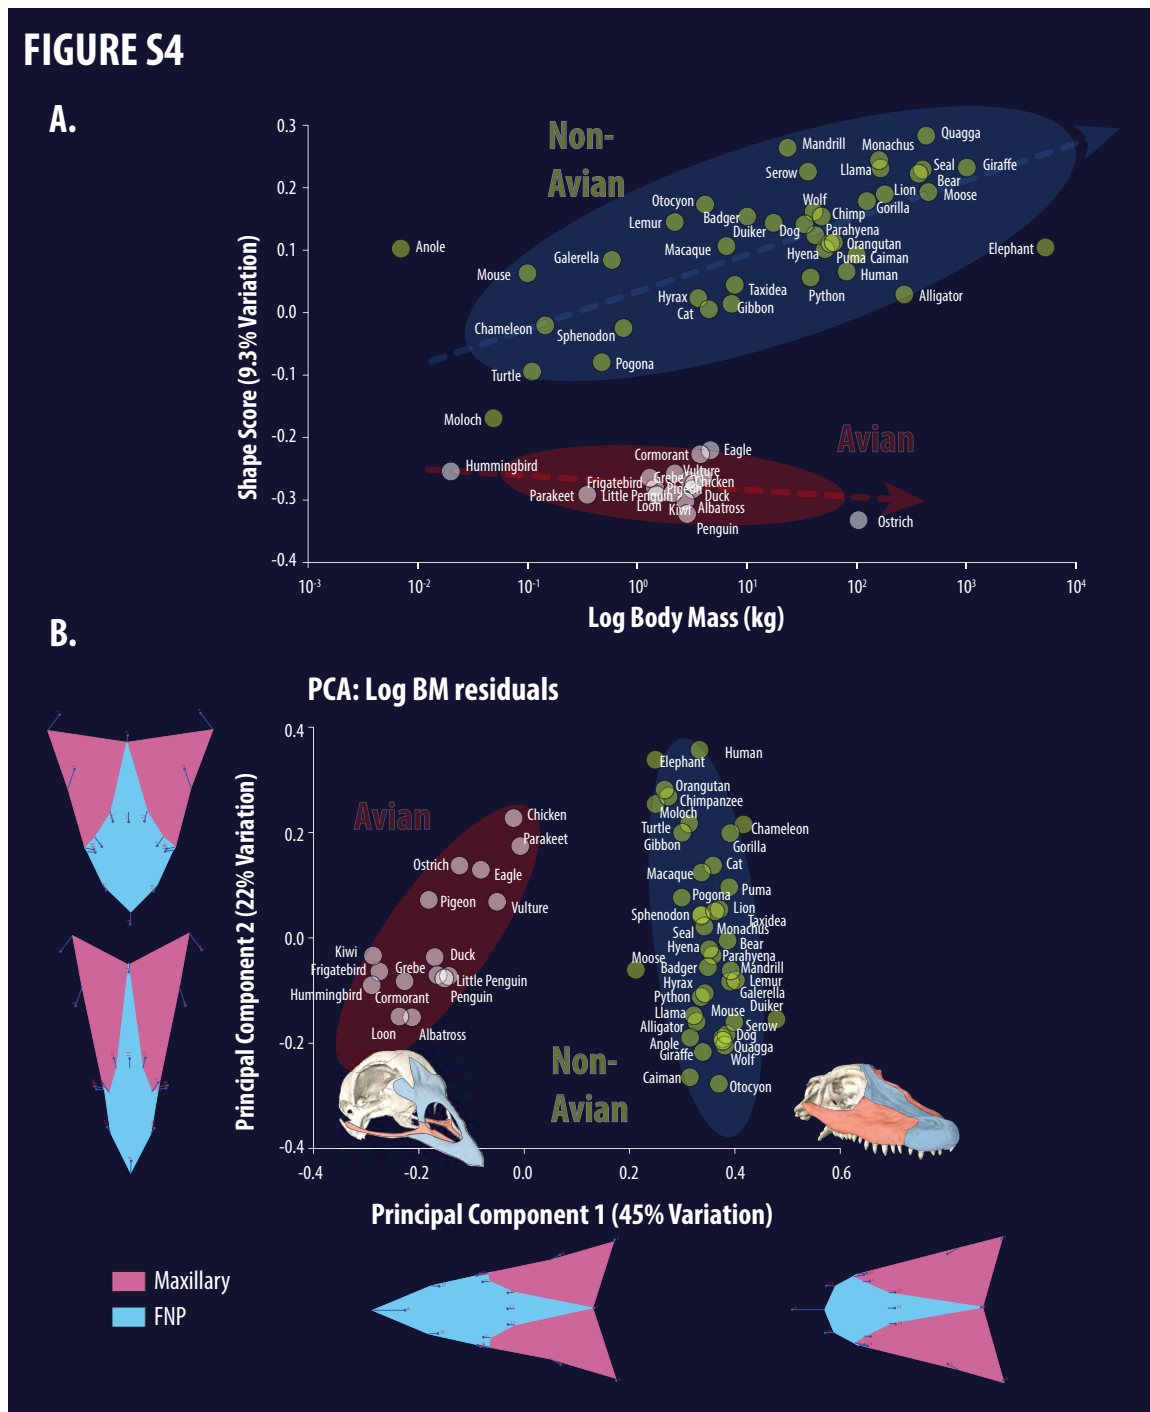 FIGURE S4
A.
Non-
Avian
0.3
0.2
0.1
0.0
-0.1
-0.2
-0.3
-0.4
Shape Score (9.3% Variation)
Quagga
Mandrill
Monachus
Seal
Giraffe
Serow
Llama
Bear
Lion
Moose
Otocyon
Wolf
Gorilla
Lemur
Badger
Chimp
Duiker
Dog
Parahyena
Anole
Macaque
Orangutan
Elephant
Galerella
Hyena
Puma
Caiman
Mouse
Human
Taxidea
Hyrax
Python
Alligator
Cat
Gibbon
Chameleon
Sphenodon
Pogona
Turtle
Moloch
Avian
Cormorant
Eagle
Hummingbird
Vulture
Grebe
Chicken
Frigatebird
Pigeon
Parakeet
Little Penguin
Duck
Loon
Kiwi
Albatross
Ostrich
Penguin
10-3
10-2
10-1
100
101
102
103
104
Log Body Mass (kg)
B.
PCA: Log BM residuals
0.4
0.2
0.0
-0.2
-0.4
Principal Component 2 (22% Variation)
Human
Elephant
Orangutan
Chimpanzee
Avian
Moloch
Chicken
Turtle
Chameleon
Parakeet
Gibbon
Gorilla
Ostrich
Cat
Eagle
Macaque
Puma
Pogona
Pigeon
Vulture
Lion
Sphenodon
Taxidea
Seal
Monachus
Kiwi
Duck
Hyena
Bear
Moose
Parahyena
Frigatebird
Grebe
Badger
Mandrill
Little Penguin
Hyrax
Lemur
Hummingbird
Cormorant
Penguin
Python
Galerella
Llama
Mouse
Duiker
Loon
Albatross
Alligator
Serow
Anole
Dog
Giraffe
Quagga
Non-
Avian
Wolf
Caiman
Otocyon
-0.4
-0.2
0.0
0.2
0.4
0.6
Principal Component 1 (45% Variation)
Maxillary
FNP